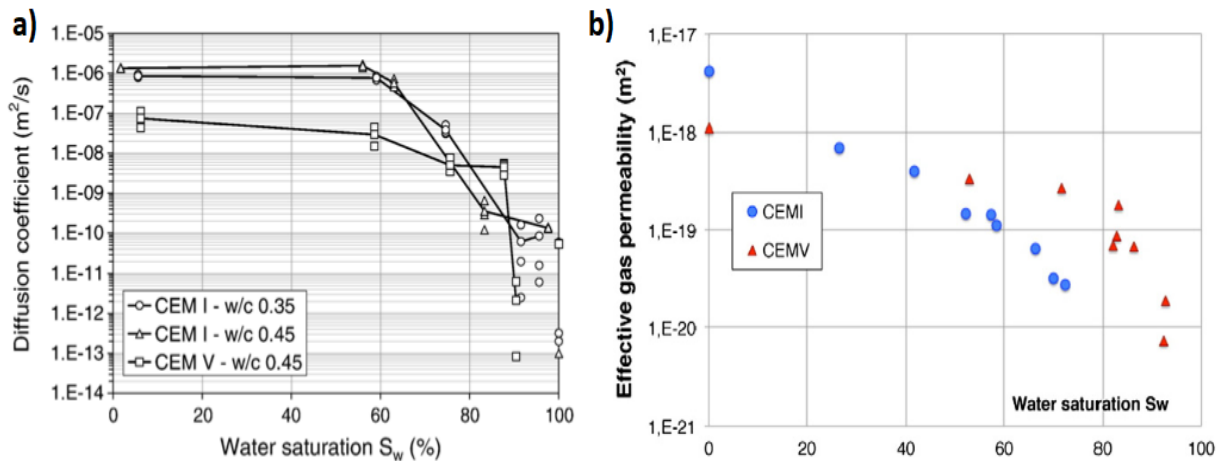 a)
Diffusion coefficient (m²/s)
1.E-05
1.E-06
1.E-07
1.E-08
1.E-09
1.E-10
1.E-11
1.E-12
1.E-13
1.E-14
CEM I - w/c 0.35
CEM I - w/c 0.45
CEM V - w/c 0.45
0 20 40 60 80 100
Water saturation Sw (%)
b)
Effective gas permeability (m²)
1,E-17
1,E-18
1,E-19
1,E-20
1,E-21
CEMI
CEMV
Water saturation Sw
0 20 40 60 80 100